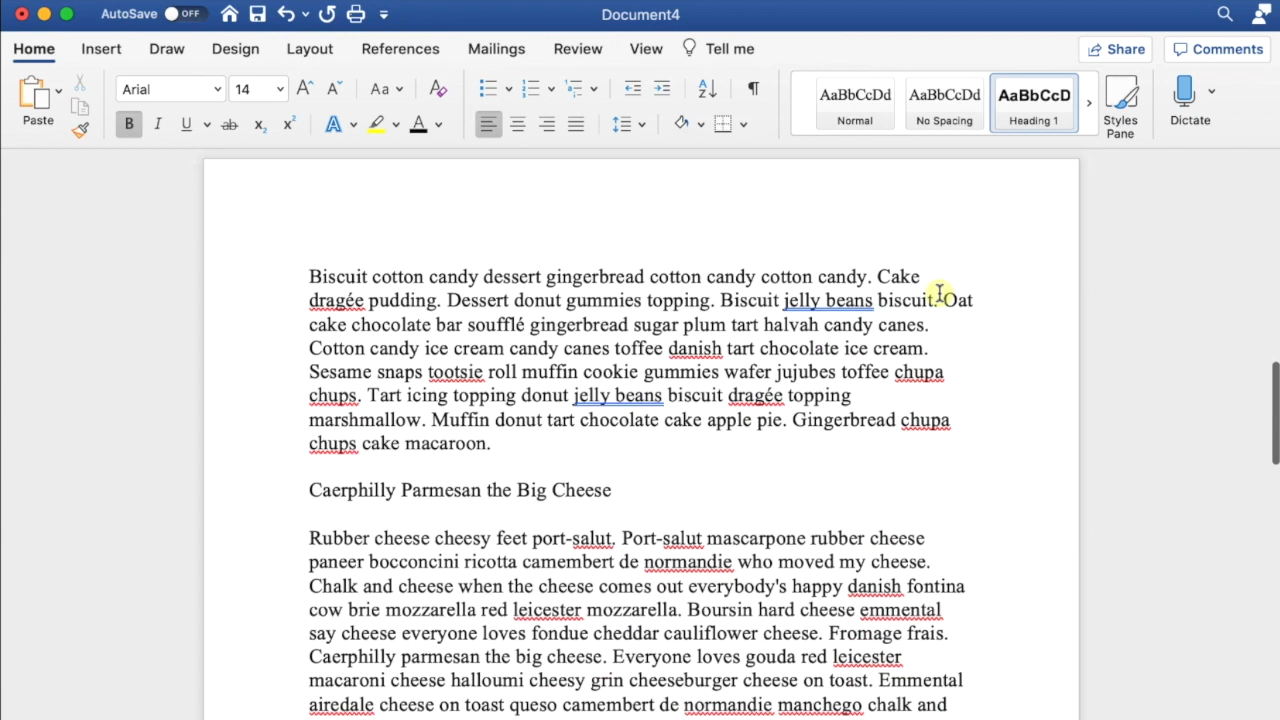 AutoSave OFF Document4
Home Insert Draw Design Layout References Mailings Review View Tell me Share Comments
Paste Arial 14 Aa AaBbCcDd Normal AaBbCcDd No Spacing AaBbCcD Heading 1 Styles Pane Dictate
Biscuit cotton candy dessert gingerbread cotton candy cotton candy. Cake
dragée pudding. Dessert donut gummies topping. Biscuit jelly beans biscuit. Oat
cake chocolate bar soufflé gingerbread sugar plum tart halvah candy canes.
Cotton candy ice cream candy canes toffee danish tart chocolate ice cream.
Sesame snaps tootsie roll muffin cookie gummies wafer jujubes toffee chupa
chups. Tart icing topping donut jelly beans biscuit dragée topping
marshmallow. Muffin donut tart chocolate cake apple pie. Gingerbread chupa
chups cake macaroon.
Caerphilly Parmesan the Big Cheese
Rubber cheese cheesy feet port-salut. Port-salut mascarpone rubber cheese
paneer bocconcini ricotta camembert de normandie who moved my cheese.
Chalk and cheese when the cheese comes out everybody's happy danish fontina
cow brie mozzarella red leicester mozzarella. Boursin hard cheese emmental
say cheese everyone loves fondue cheddar cauliflower cheese. Fromage frais.
Caerphilly parmesan the big cheese. Everyone loves gouda red leicester
macaroni cheese halloumi cheesy grin cheeseburger cheese on toast. Emmental
airedale cheese on toast queso camembert de normandie manchego chalk and